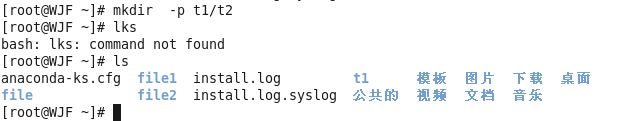 [root@WJF ~]# mkdir  -p t1/t2
[root@WJF ~]# lks
bash: lks: command not found
[root@WJF ~]# ls
anaconda-ks.cfg  file1  install.log         t1      模板  图片  下载  桌面
file             file2  install.log.syslog  公共的  视频  文档  音乐
[root@WJF ~]#